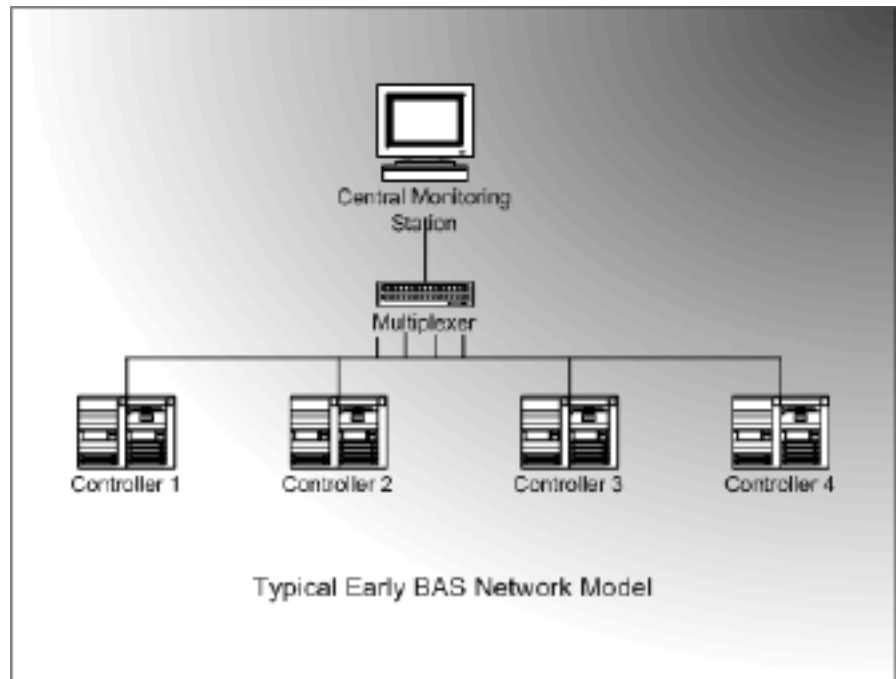 Central Monitoring
Station
Multiplexer
Controller 1
Controller 2
Controller 3
Controller 4
Typical Early BAS Network Model